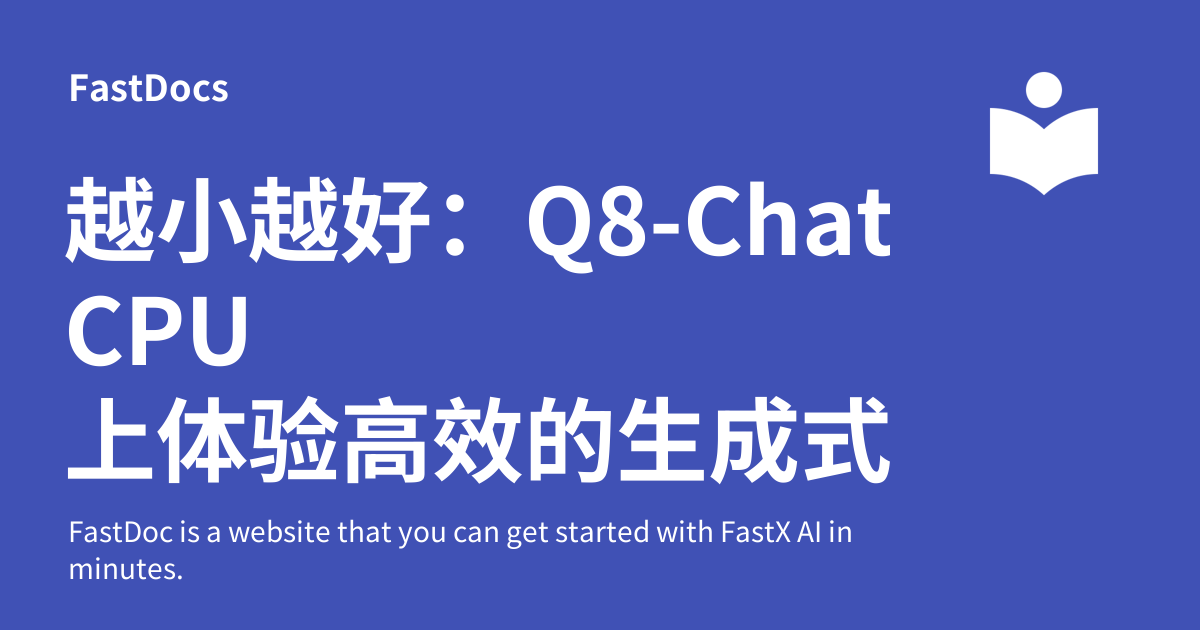 FastDocs
越小越好：Q8-Chat
CPU
上体验高效的生成式
FastDoc is a website that you can get started with FastX AI in
minutes.